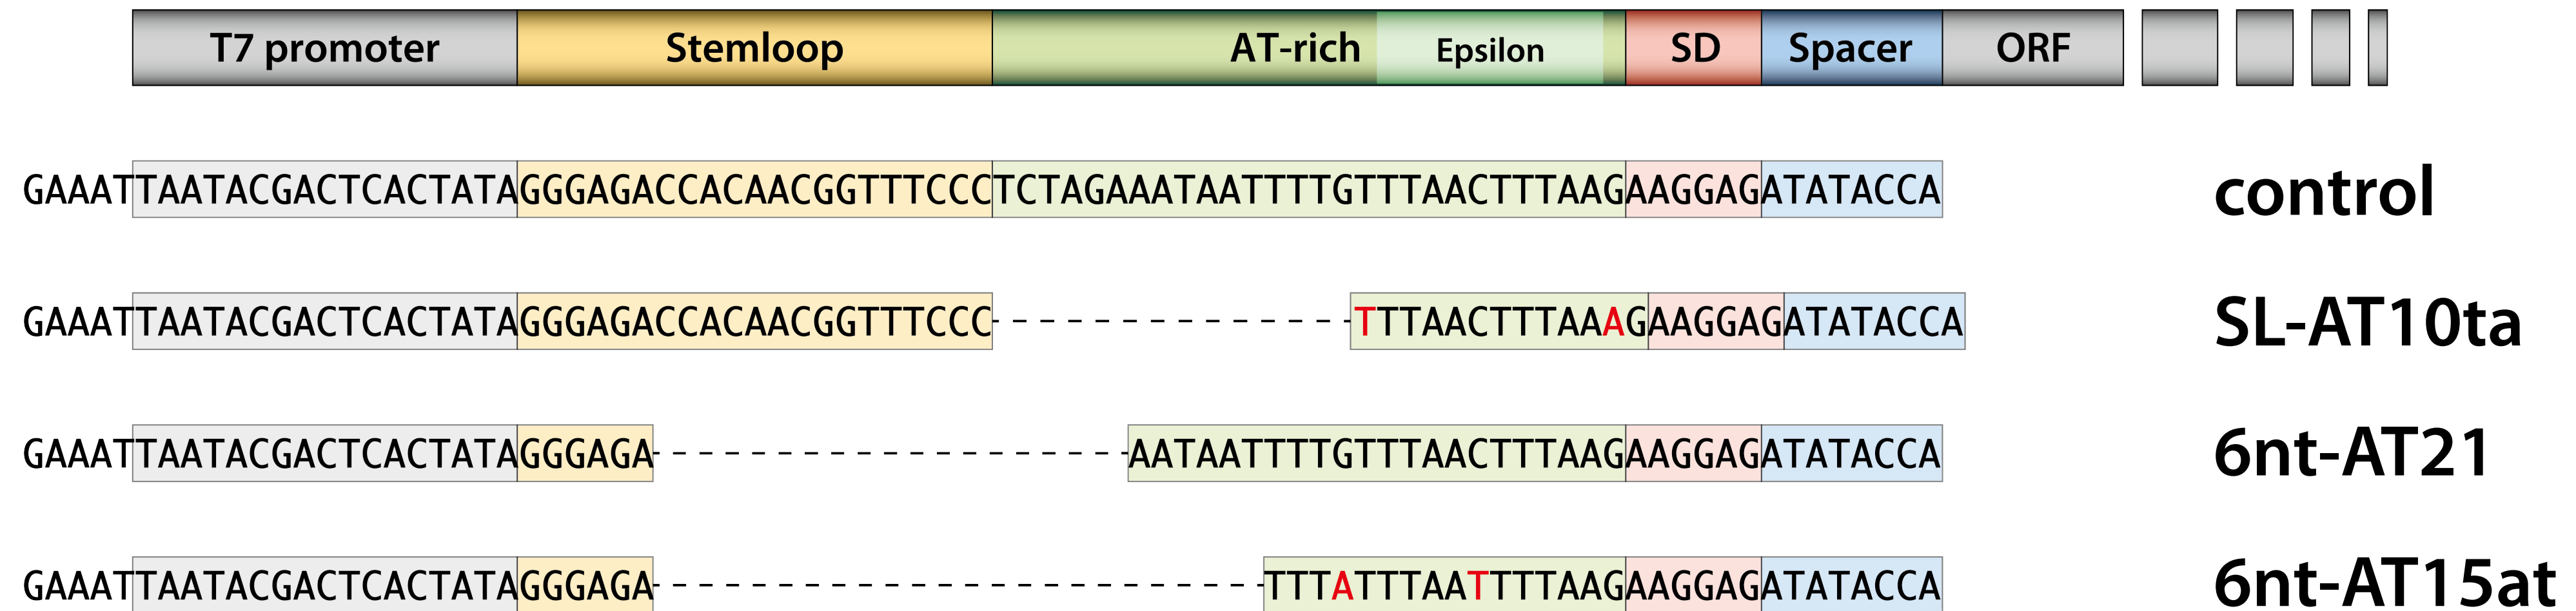 T7 promoter Stemloop AT-rich Epsilon SD Spacer ORF
GAAATTAATACGACTCACTATAGGGAGACCACAACGGTTTCCCTCTAGAAATAATTTTGTTTAACTTTAAGAAGGAGATATACCA control
GAAATTAATACGACTCACTATAGGGAGACCACAACGGTTTCCC TTTAACTTTAAAGAAGGAGATATACCA SL-AT10ta
GAAATTAATACGACTCACTATAGGGAGA AATAATTTTGTTTAACTTTAAGAAGGAGATATACCA 6nt-AT21
GAAATTAATACGACTCACTATAGGGAGA TTTATTTAATTTTAAGAAGGAGATATACCA 6nt-AT15at